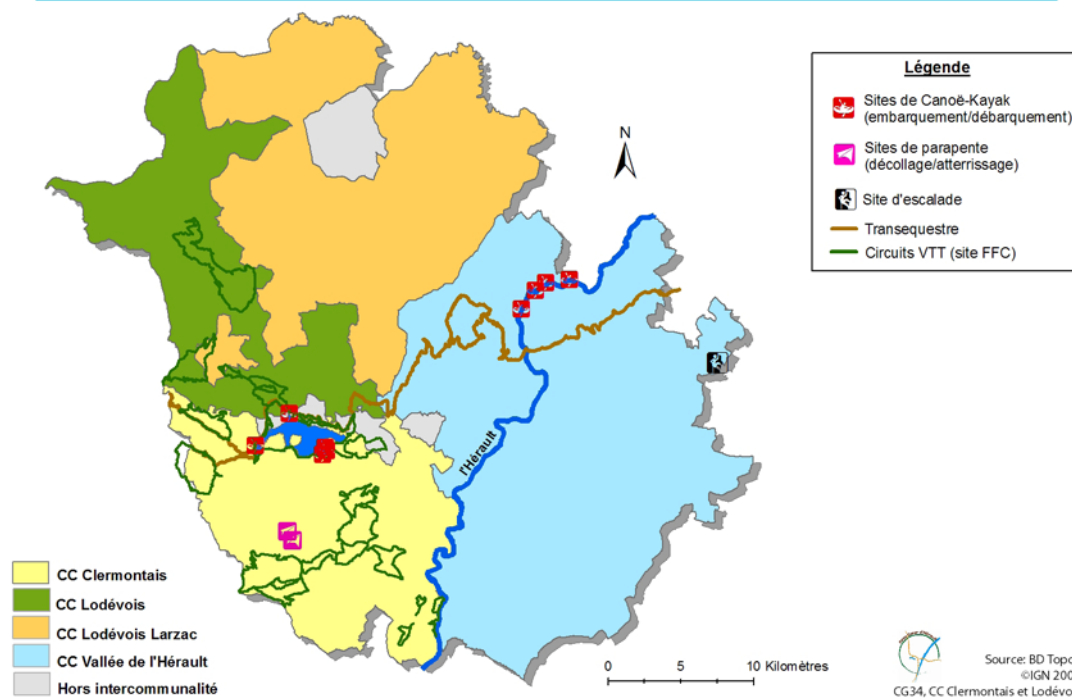 Légende
Sites de Canoë-Kayak
(embarquement/débarquement)
Sites de parapente
(décollage/atterrissage)
Site d'escalade
Transequestre
Circuits VTT (site FFC)
N
l'Hérault
CC Clermontais
CC Lodévois
CC Lodévois Larzac
CC Vallée de l'Hérault
Hors intercommunalité
0 5 10 Kilomètres
Source: BD Topo
©IGN 200
CG34, CC Clermontais et Lodévo